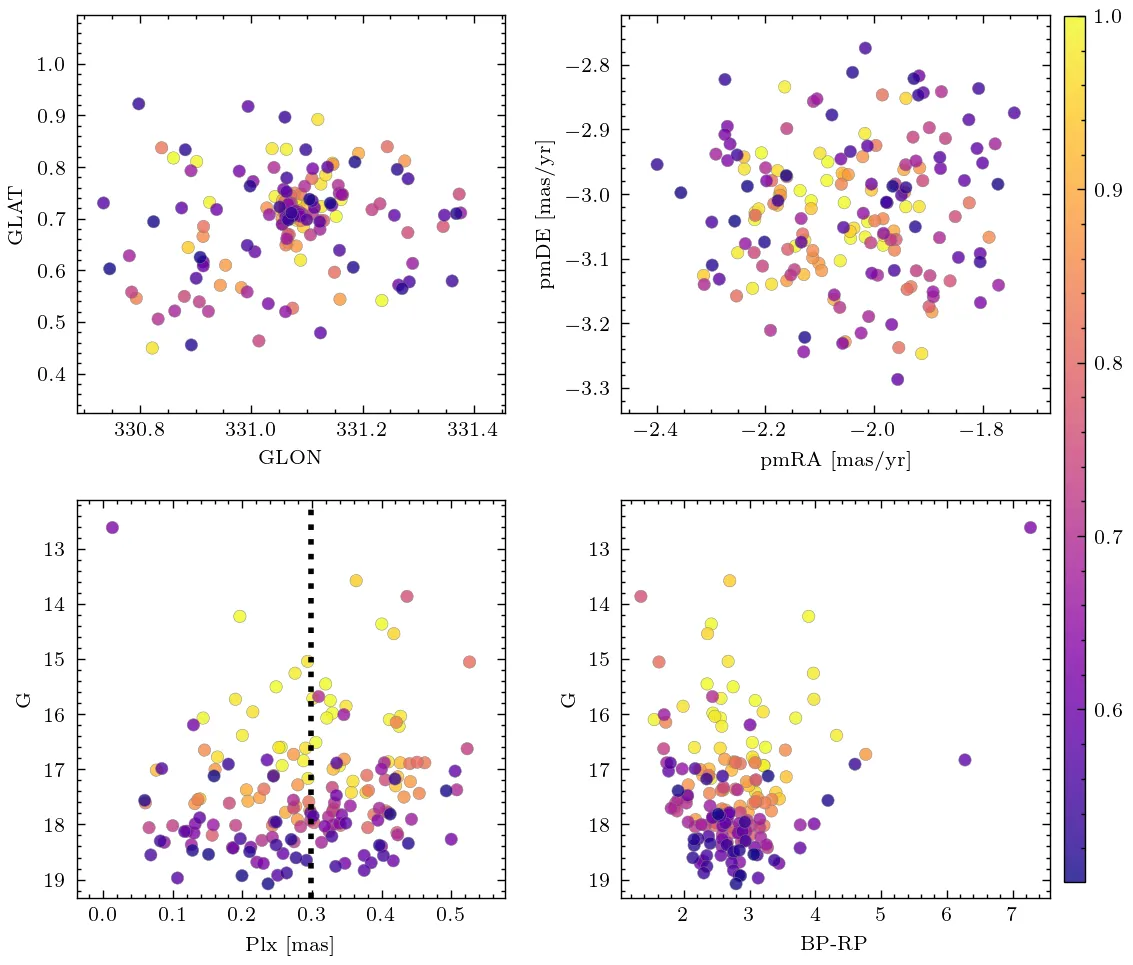 1.0
0.9
0.8
0.7
0.6
0.5
0.4
GLAT
330.8 331.0 331.2 331.4
GLON
−2.8
−2.9
−3.0
−3.1
−3.2
−3.3
pmDE [mas/yr]
−2.4 −2.2 −2.0 −1.8
pmRA [mas/yr]
1.0
0.9
0.8
0.7
0.6
13
14
15
16
17
18
19
G
0.0 0.1 0.2 0.3 0.4 0.5
Plx [mas]
13
14
15
16
17
18
19
G
2 3 4 5 6 7
BP-RP